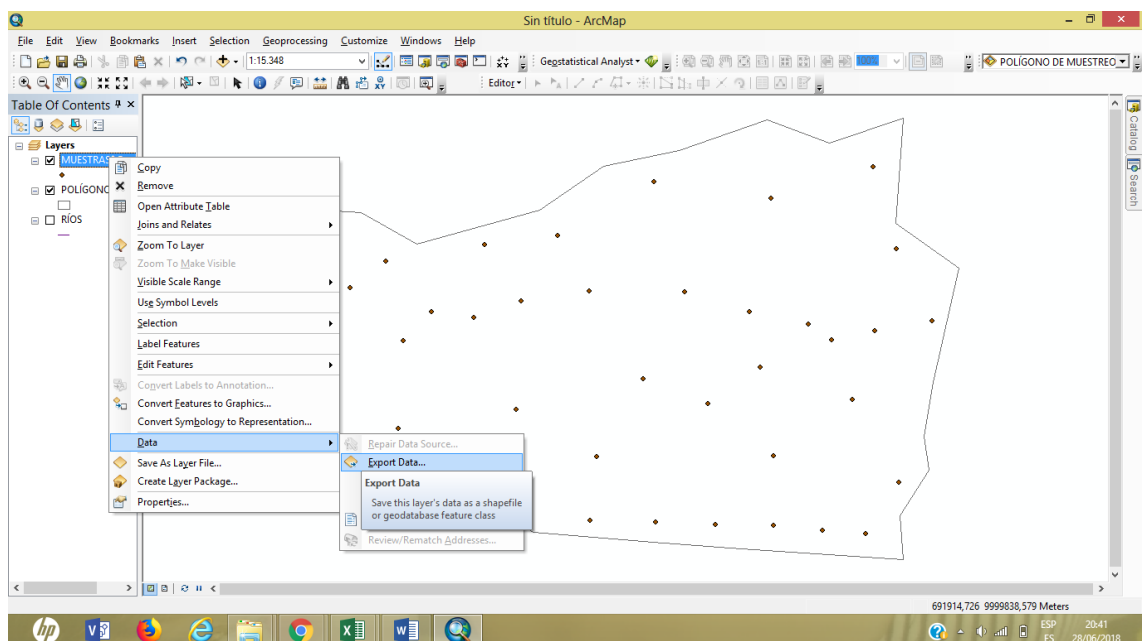 Sin título - ArcMap
File Edit View Bookmarks Insert Selection Geoprocessing Customize Windows Help
1:15.348 Geostatistical Analyst 100% POLÍGONO DE MUESTREO
Editor
Table Of Contents
Layers
MUESTRAS
POLÍGONO
RÍOS
Copy
Remove
Open Attribute Table
Joins and Relates
Zoom To Layer
Zoom To Make Visible
Visible Scale Range
Use Symbol Levels
Selection
Label Features
Edit Features
Convert Labels to Annotation...
Convert Features to Graphics...
Convert Symbology to Representation...
Data
Save As Layer File...
Create Layer Package...
Properties...
Repair Data Source...
Export Data...
Export Data
Save this layer's data as a shapefile
or geodatabase feature class
Review/Rematch Addresses...
Catalog
Search
691914,726 9999838,579 Meters
hp
ESP
ES
20:41
28/06/2018